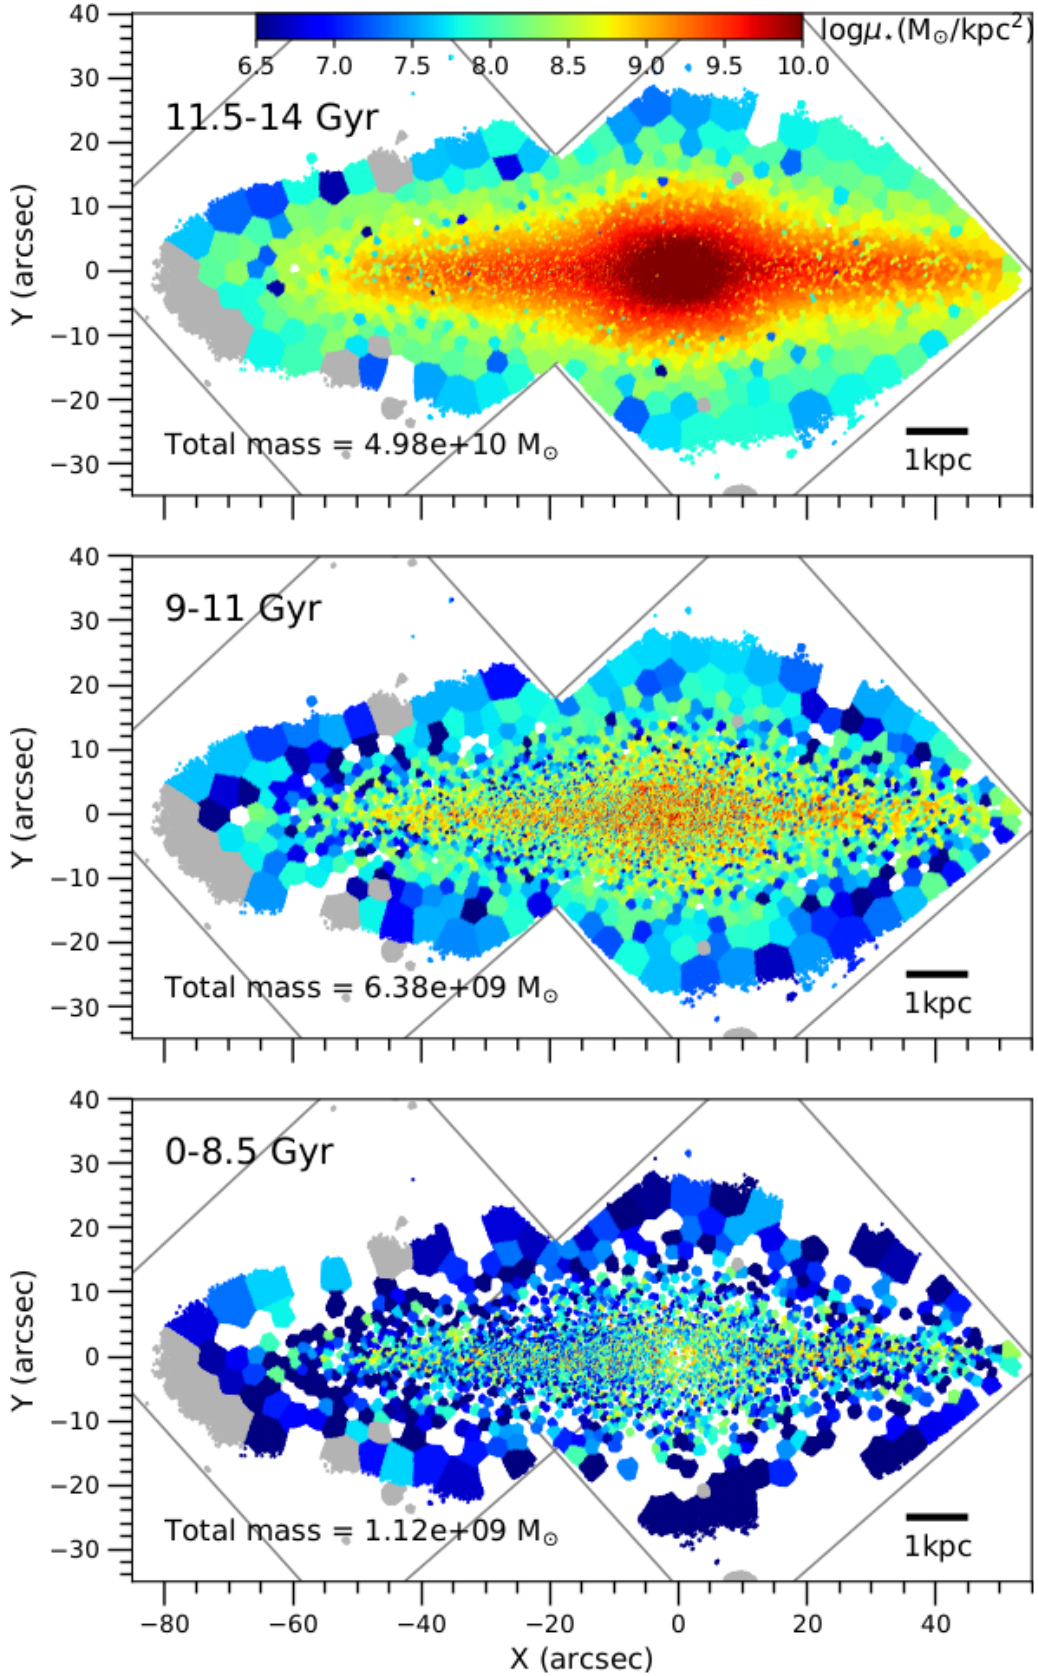 40
6.5 7.0 7.5 8.0 8.5 9.0 9.5 10.0
logμ⋆(M⊙/kpc²)
30
11.5-14 Gyr
20
10
Y (arcsec)
0
−10
−20
Total mass = 4.98e+10 M⊙
−30
1kpc
40
9-11 Gyr
30
20
10
Y (arcsec)
0
−10
−20
Total mass = 6.38e+09 M⊙
−30
1kpc
40
0-8.5 Gyr
30
20
10
Y (arcsec)
0
−10
−20
Total mass = 1.12e+09 M⊙
−30
1kpc
−80 −60 −40 −20 0 20 40
X (arcsec)